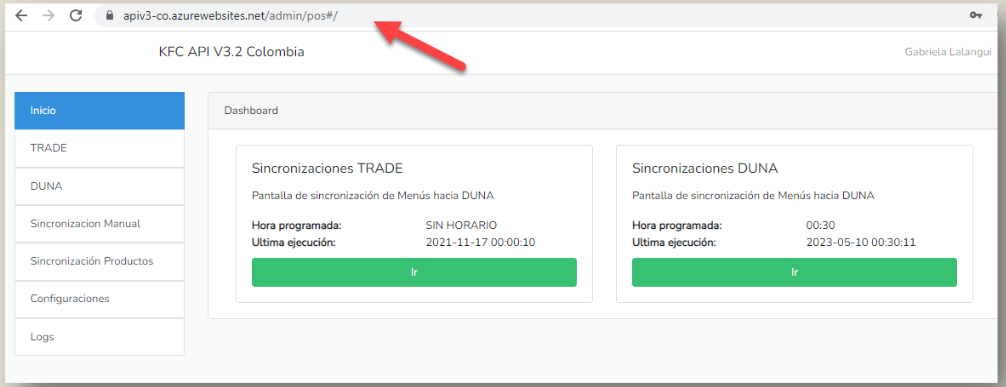 apiv3-co.azurewebsites.net/admin/pos#/
KFC API V3.2 Colombia
Gabriela Lalangui
Inicio
TRADE
DUNA
Sincronizacion Manual
Sincronización Productos
Configuraciones
Logs
Dashboard
Sincronizaciones TRADE
Pantalla de sincronización de Menús hacia DUNA
Hora programada: SIN HORARIO
Ultima ejecución: 2021-11-17 00:00:10
Ir
Sincronizaciones DUNA
Pantalla de sincronización de Menús hacia DUNA
Hora programada: 00:30
Ultima ejecución: 2023-05-10 00:30:11
Ir